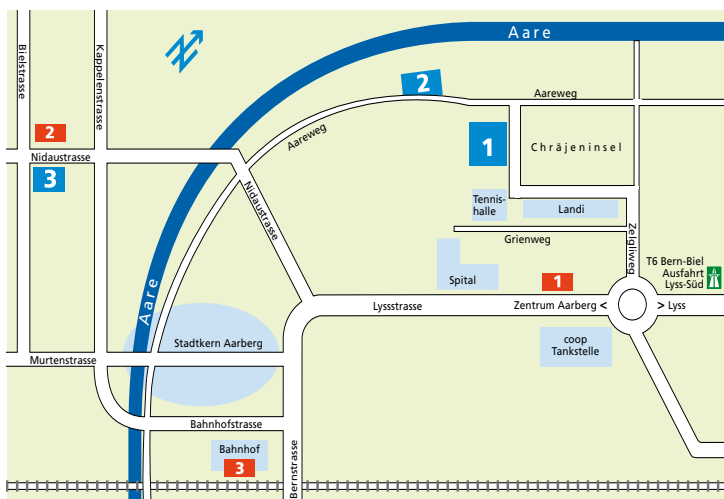 Aare
Bielstrasse
Kappelenstrasse
N
2
Aareweg
Aareweg
2
1
Chräjeninsel
Nidaustrasse
3
Nidaustrasse
Tennis-
halle
Landi
Zelgliweg
Grienweg
T6 Bern-Biel
Ausfahrt
Lyss-Süd
Spital
1
Aare
Lyssstrasse
Zentrum Aarberg <
> Lyss
Stadtkern Aarberg
coop
Tankstelle
Murtenstrasse
Bahnhofstrasse
Bahnhof
3
Bernstrasse